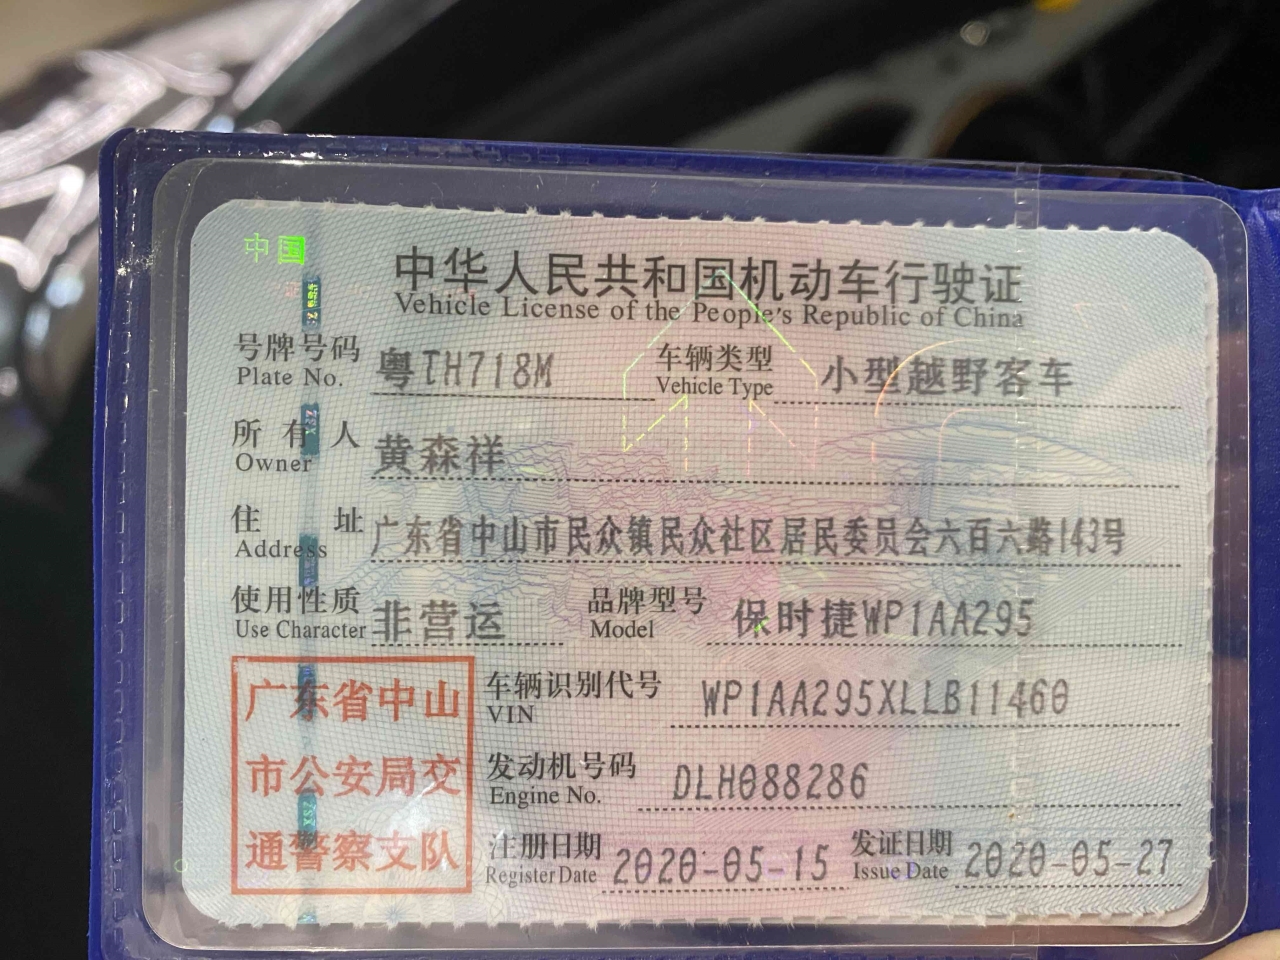 中国
中华人民共和国机动车行驶证
Vehicle License of the People's Republic of China
号牌号码 粤TH718M 车辆类型 小型越野客车
Plate No. Vehicle Type
所有人 黄森祥
Owner
住址 广东省中山市民众镇民众社区居民委员会六百六路143号
Address
使用性质 非营运 品牌型号 保时捷WP1AA295
Use Character Model
广东省中山
市公安局交
通警察支队
车辆识别代号 WP1AA295XLLB11460
VIN
发动机号码 DLH088286
Engine No.
注册日期 2020-05-15 发证日期 2020-05-27
Register Date Issue Date